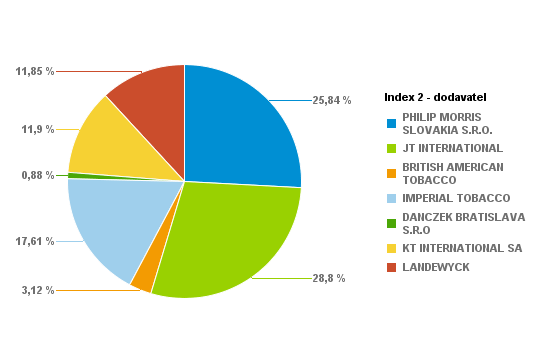 11,85 %
25,84 %
11,9 %
0,88 %
17,61 %
3,12 %
28,8 %
Index 2 - dodavatel
PHILIP MORRIS
SLOVAKIA S.R.O.
JT INTERNATIONAL
BRITISH AMERICAN
TOBACCO
IMPERIAL TOBACCO
DANCZEK BRATISLAVA
S.R.O
KT INTERNATIONAL SA
LANDEWYCK